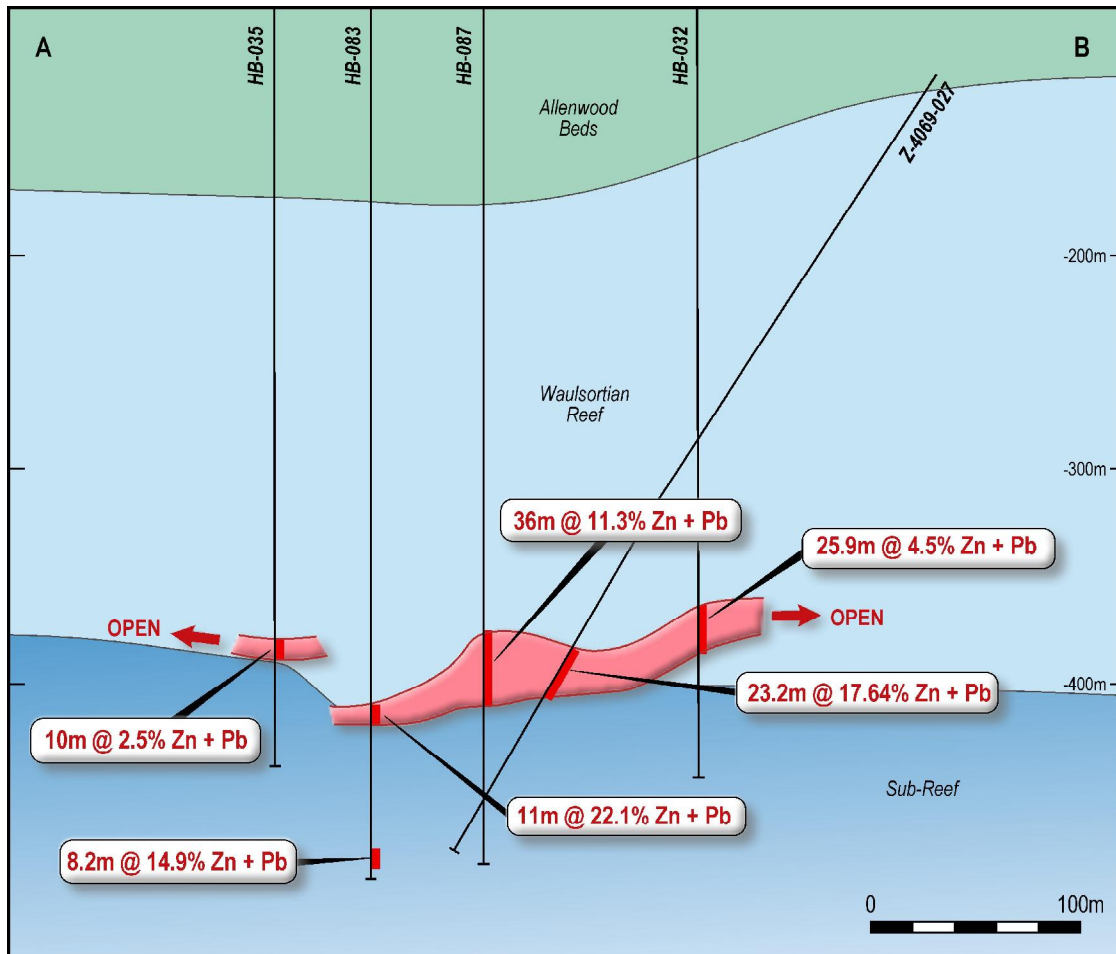 A
HB-035
HB-083
HB-087
HB-032
B
Allenwood
Beds
Z-4069-027
-200m
Waulsortian
Reef
-300m
36m @ 11.3% Zn + Pb
25.9m @ 4.5% Zn + Pb
OPEN
OPEN
-400m
23.2m @ 17.64% Zn + Pb
10m @ 2.5% Zn + Pb
Sub-Reef
11m @ 22.1% Zn + Pb
8.2m @ 14.9% Zn + Pb
0
100m